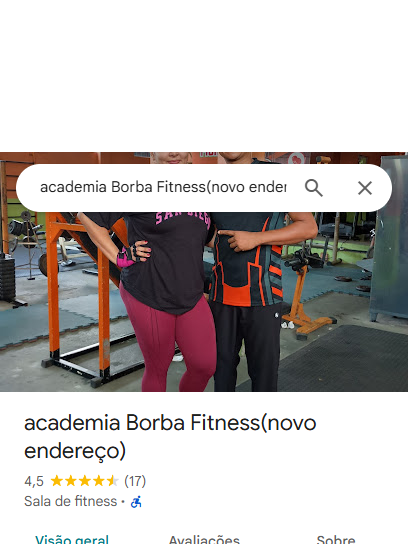 academia Borba Fitness(novo ender
SAN DIEGO
academia Borba Fitness(novo
endereço)
4,5 (17)
Sala de fitness ·
Visão geral Avaliações Sobre